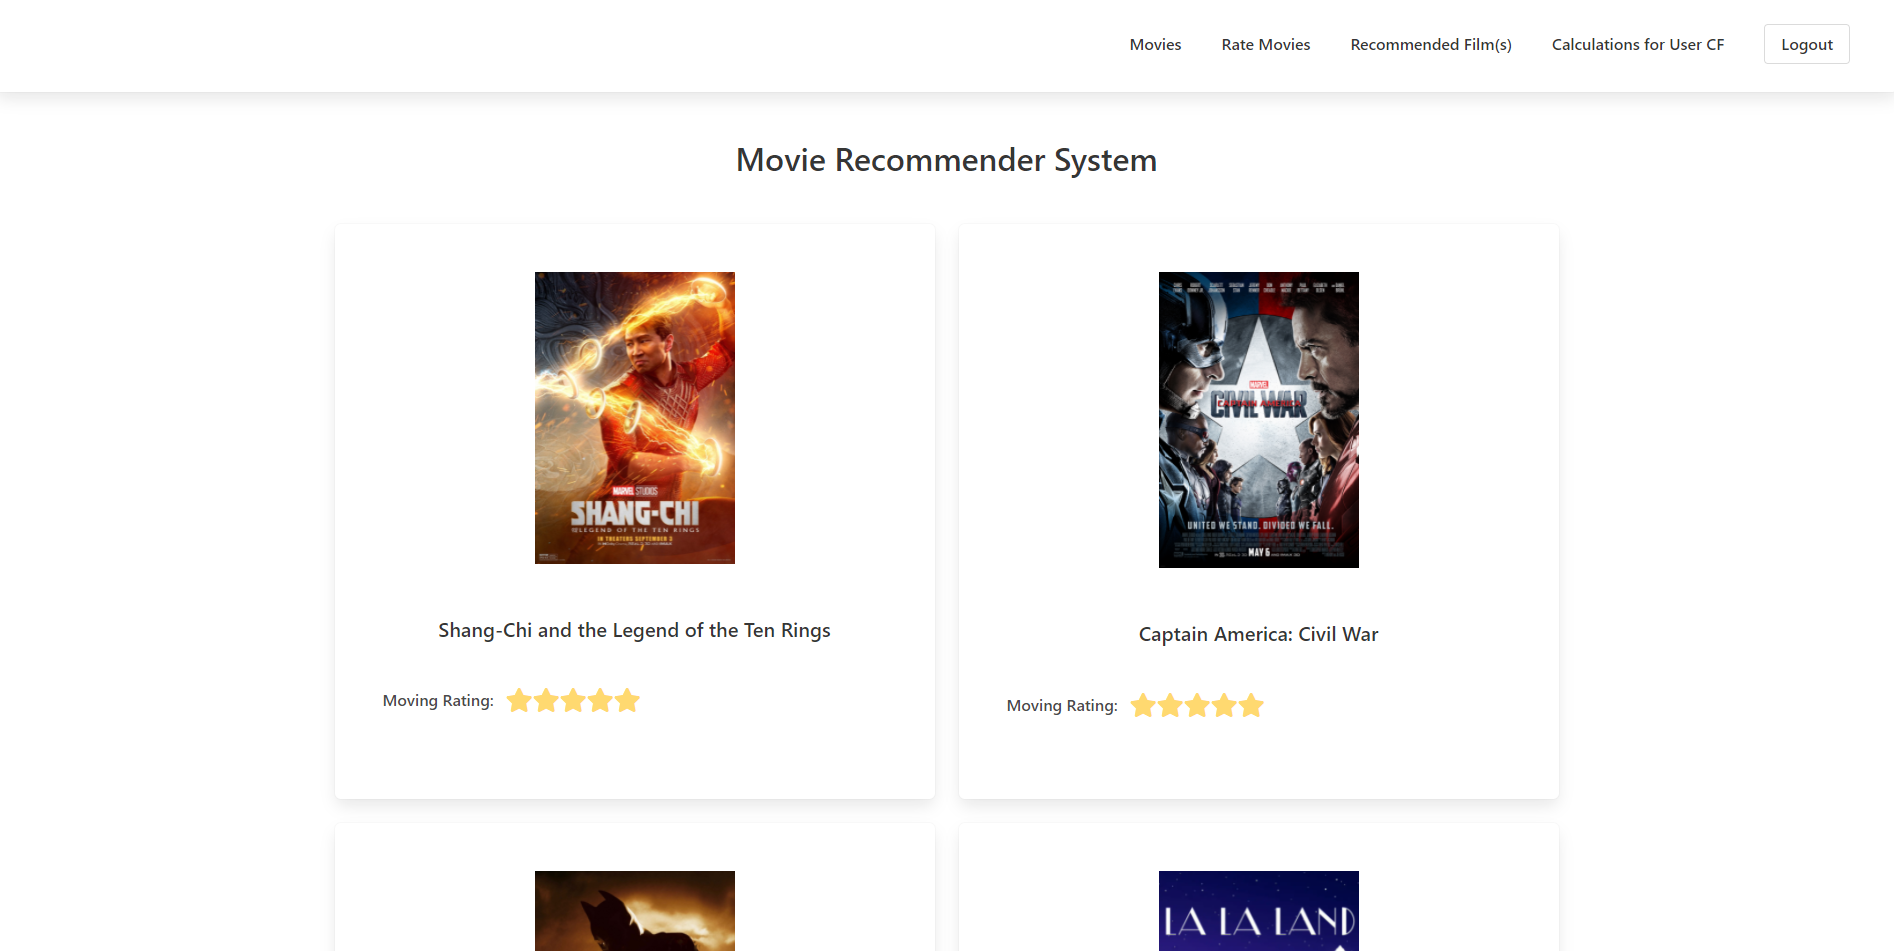 Movies Rate Movies Recommended Film(s) Calculations for User CF Logout
Movie Recommender System
MARVEL STUDIOS
SHANG-CHI
AND THE LEGEND OF THE TEN RINGS
IN THEATERS SEPTEMBER 3
Shang-Chi and the Legend of the Ten Rings
Moving Rating:
MARVEL
CAPTAIN AMERICA
CIVIL WAR
UNITED WE STAND. DIVIDED WE FALL.
MAY 6
Captain America: Civil War
Moving Rating:
LA LA LAND